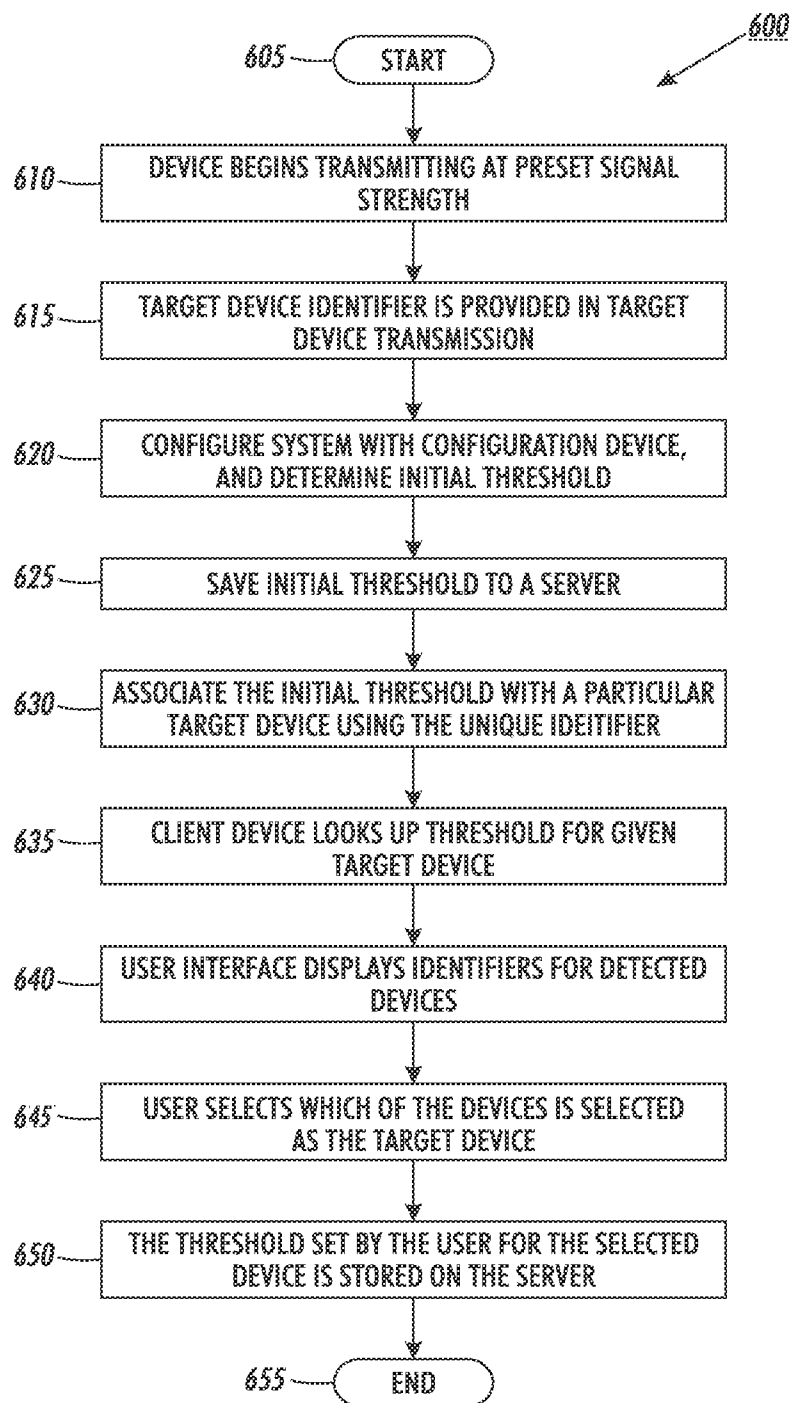 600
605
START
610
DEVICE BEGINS TRANSMITTING AT PRESET SIGNAL
STRENGTH
615
TARGET DEVICE IDENTIFIER IS PROVIDED IN TARGET
DEVICE TRANSMISSION
620
CONFIGURE SYSTEM WITH CONFIGURATION DEVICE,
AND DETERMINE INITIAL THRESHOLD
625
SAVE INITIAL THRESHOLD TO A SERVER
630
ASSOCIATE THE INITIAL THRESHOLD WITH A PARTICULAR
TARGET DEVICE USING THE UNIQUE IDEITIFIER
635
CLIENT DEVICE LOOKS UP THRESHOLD FOR GIVEN
TARGET DEVICE
640
USER INTERFACE DISPLAYS IDENTIFIERS FOR DETECTED
DEVICES
645
USER SELECTS WHICH OF THE DEVICES IS SELECTED
AS THE TARGET DEVICE
650
THE THRESHOLD SET BY THE USER FOR THE SELECTED
DEVICE IS STORED ON THE SERVER
655
END